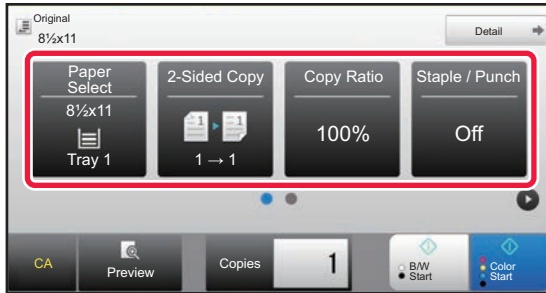 Original
8½x11
Detail
Paper
Select
8½x11
Tray 1
2-Sided Copy
1 → 1
Copy Ratio
100%
Staple / Punch
Off
CA
Preview
Copies
1
B/W
Start
Color
Start